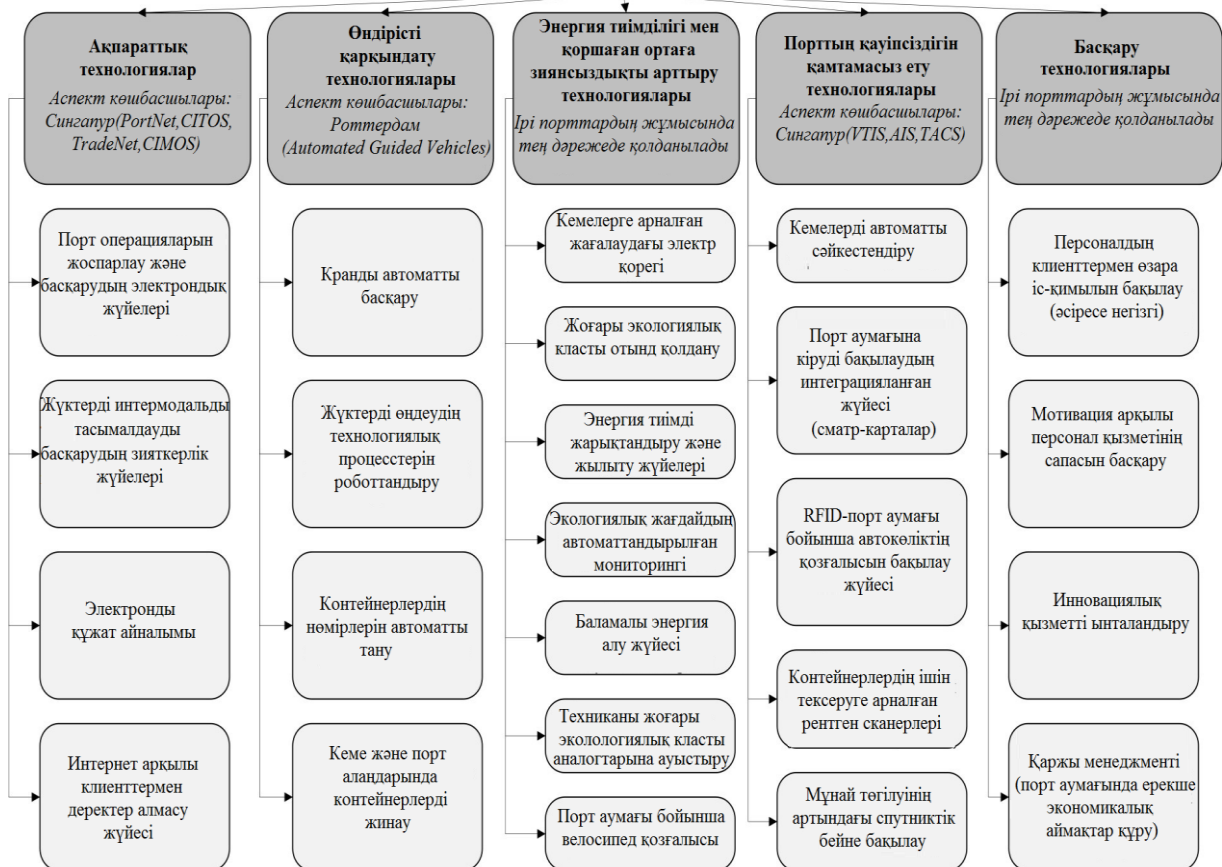 Ақпараттық
технологиялар
Аспект көшбасшылары:
Сингапур(PortNet,CITOS,
TradeNet,CIMOS)
Порт операцияларын
жоспарлау және
басқарудың электрондық
жүйелері
Жүктерді интермодальды
тасымалдауды
басқарудың зияткерлік
жүйелері
Электронды
құжат айналымы
Интернет арқылы
клиенттермен
деректер алмасу
жүйесі
Өндірісті
қарқындату
технологиялары
Аспект көшбасшылары:
Роттердам
(Automated Guided Vehicles)
Кранды автоматты
басқару
Жүктерді өңдеудің
технологиялық
процесстерін
роботтандыру
Контейнерлердің
нөмірлерін автоматты
тану
Кеме және порт
алаңдарында
контейнерлерді
жинау
Энергия тиімділігі мен
қоршаған ортаға
зиянсыздықты арттыру
технологиялары
Ірі порттардың жұмысында
тең дәрежеде қолданылады
Кемелерге арналған
жағалаудағы электр
қорегі
Жоғары экологиялық
класты отынд қолдану
Энергия тиімді
жарықтандыру және
жылыту жүйелері
Экологиялық жағдайдың
автоматтандырылған
мониторингі
Баламалы энергия
алу жүйесі
Техниканы жоғары
эколологиялық класты
аналогтарына ауыстыру
Порт аумағы бойынша
велосипед қозғалысы
Порттың қауіпсіздігін
қамтамасыз ету
технологиялары
Аспект көшбасшылары:
Сингапур(VTIS,AIS,TACS)
Кемелерді автоматты
сәйкестендіру
Порт аумағына
кіруді бақылаудың
интеграцияланған
жүйесі
(сматр-карталар)
RFID-порт аумағы
бойынша автокөліктің
қозғалысын бақылау
жүйесі
Контейнерлердің ішін
тексеруге арналған
рентген сканерлері
Мұнай төгілуінің
артындағы спутниктік
бейне бақылау
Басқару
технологиялары
Ірі порттардың жұмысында
тең дәрежеде қолданылады
Персоналдың
клиенттермен өзара
іс-қимылын бақылау
(әсіресе негізгі)
Мотивация арқылы
персонал қызметінің
сапасын басқару
Инновациялық
қызметті ынталандыру
Қаржы менеджменті
(порт аумағында ерекше
экономикалық
аймақтар құру)